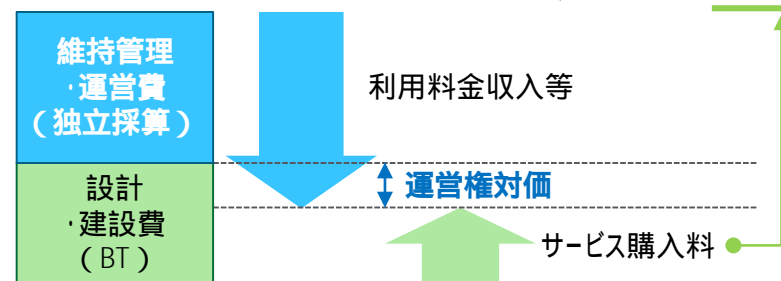 維持管理
・運営費
（独立採算）
利用料金収入等
運営権対価
設計
・建設費
（BT）
サービス購入料